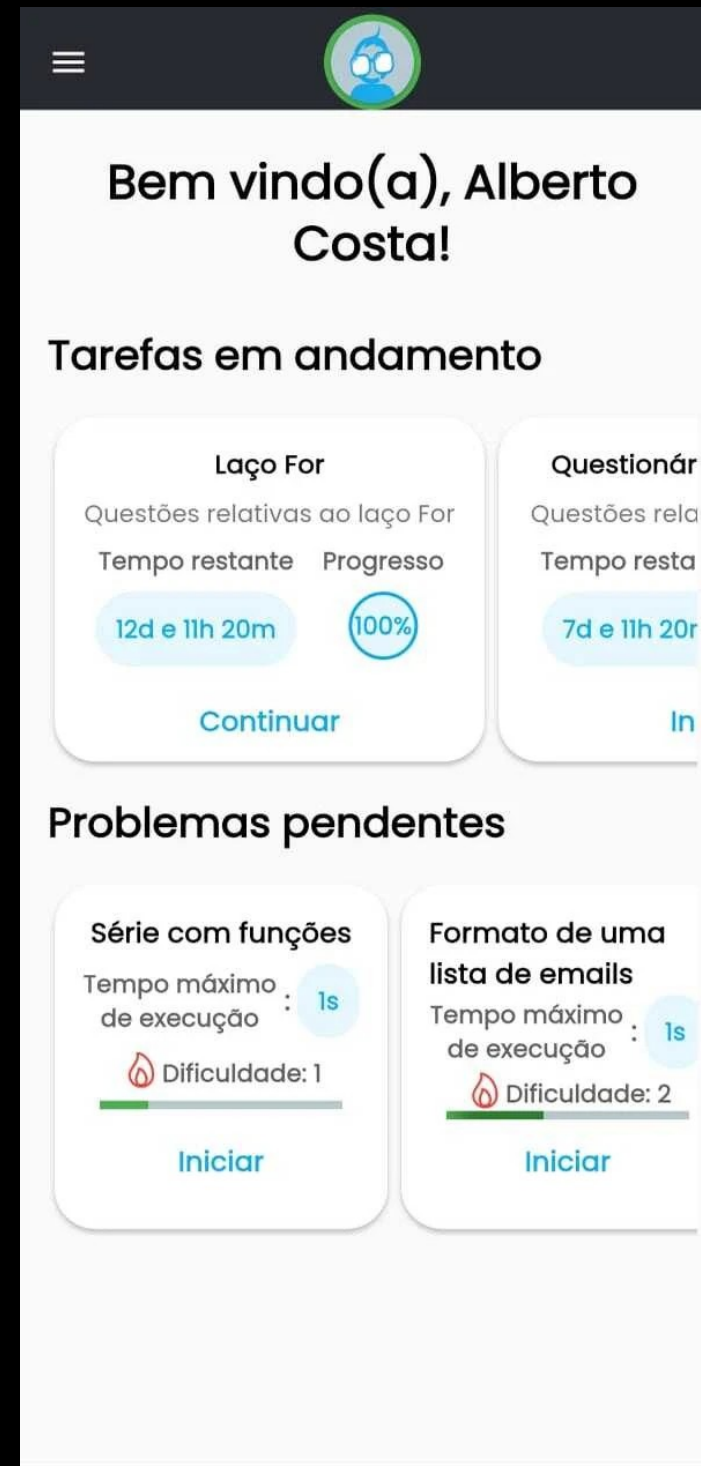 Bem vindo(a), Alberto
Costa!
Tarefas em andamento
Laço For
Questões relativas ao laço For
Tempo restante Progresso
12d e 11h 20m 100%
Continuar
Questionár
Questões rela
Tempo resta
7d e 11h 20
In
Problemas pendentes
Série com funções
Tempo máximo
de execução : 1s
Dificuldade: 1
Iniciar
Formato de uma
lista de emails
Tempo máximo
de execução : 1s
Dificuldade: 2
Iniciar